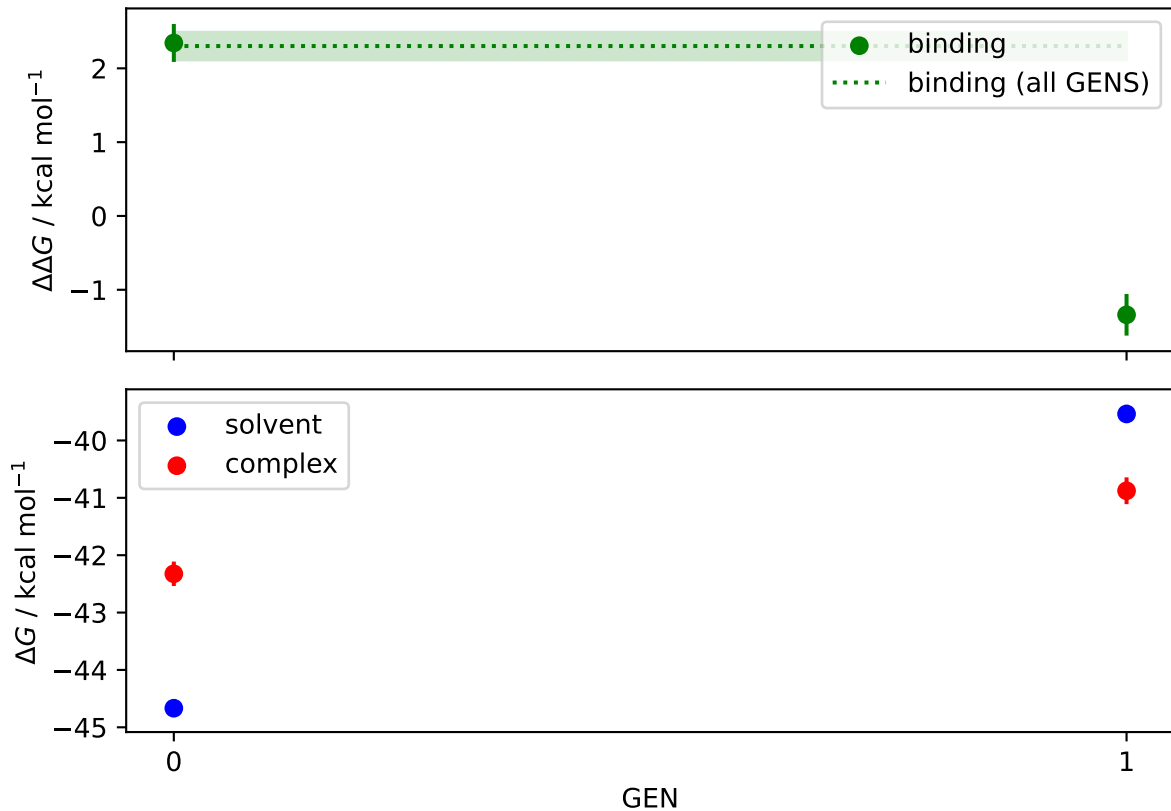 ΔΔG / kcal mol⁻¹
2
1
0
−1
binding
binding (all GENS)
ΔG / kcal mol⁻¹
−40
−41
−42
−43
−44
−45
solvent
complex
0
1
GEN